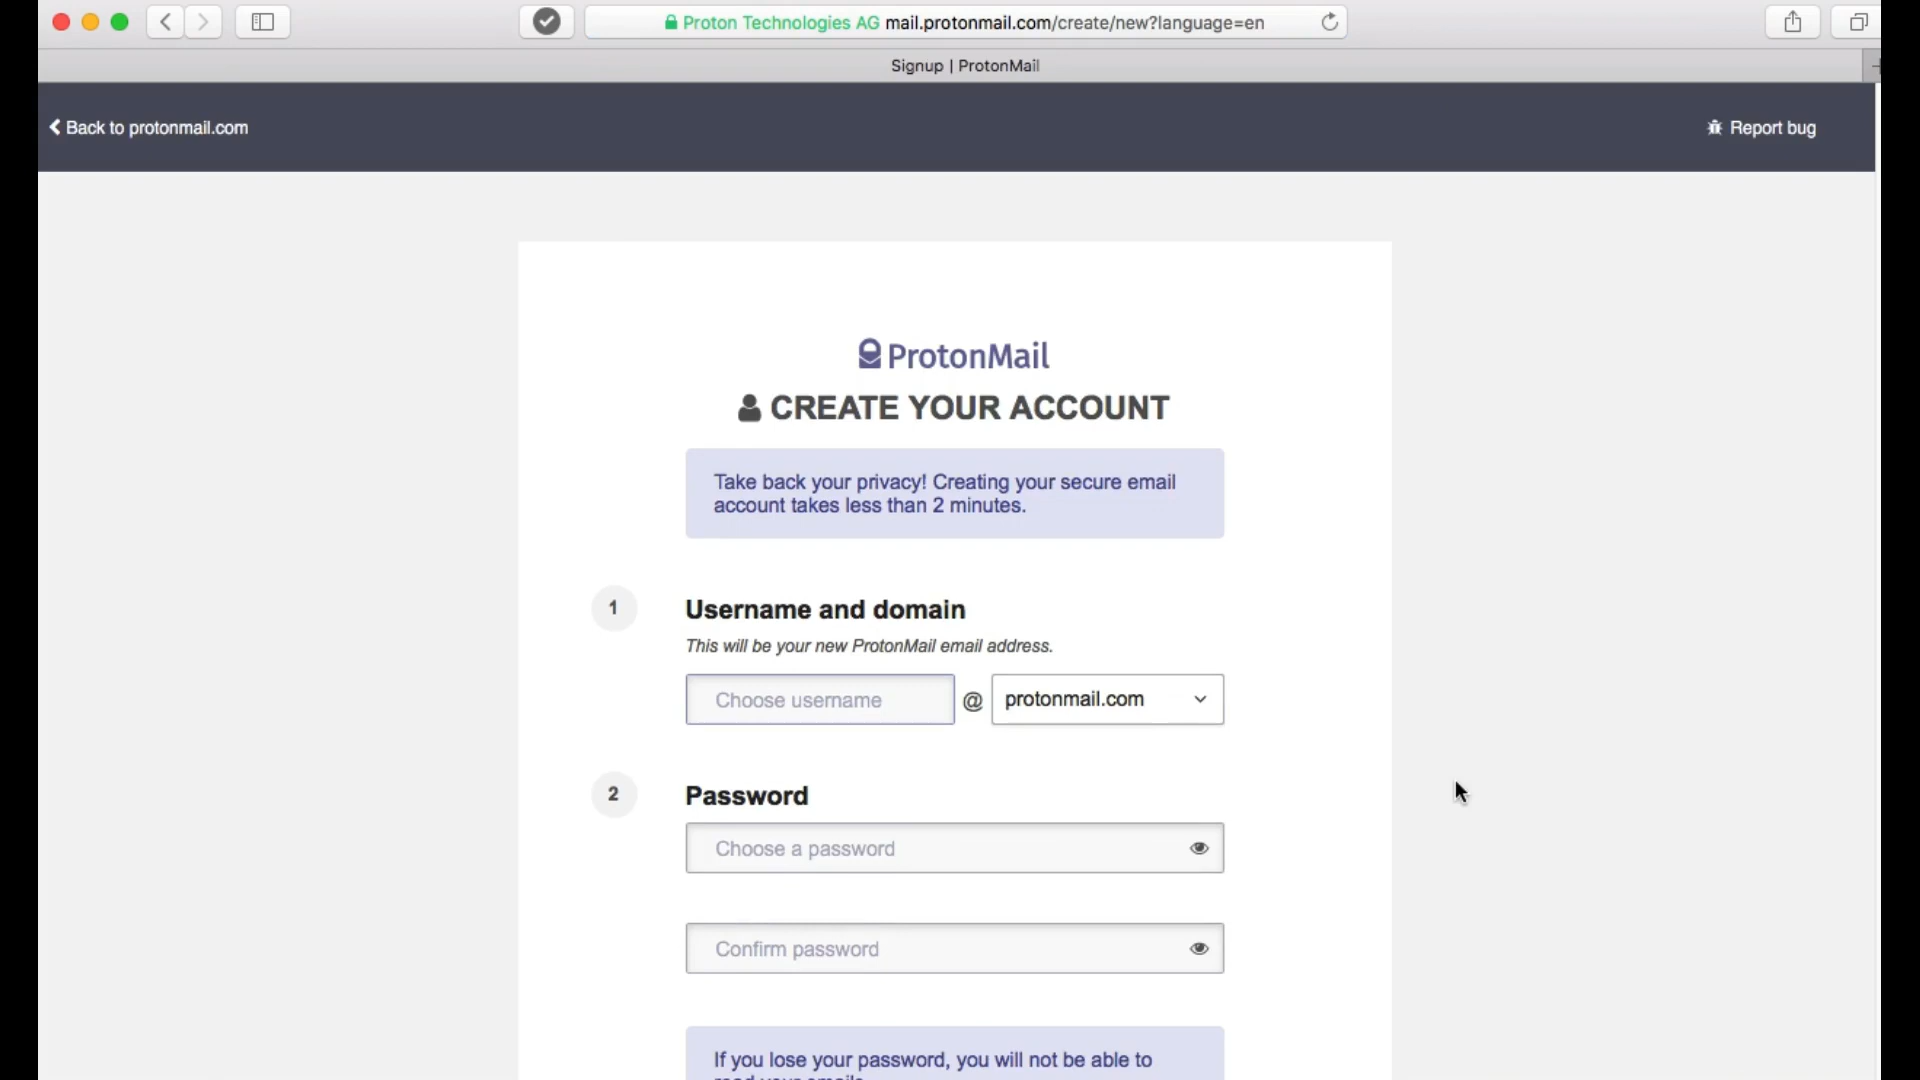 Proton Technologies AG mail.protonmail.com/create/new?language=en
Signup | ProtonMail
Back to protonmail.com
Report bug
ProtonMail
CREATE YOUR ACCOUNT
Take back your privacy! Creating your secure email
account takes less than 2 minutes.
1
Username and domain
This will be your new ProtonMail email address.
Choose username @ protonmail.com
2
Password
Choose a password
Confirm password
If you lose your password, you will not be able to
read your emails.